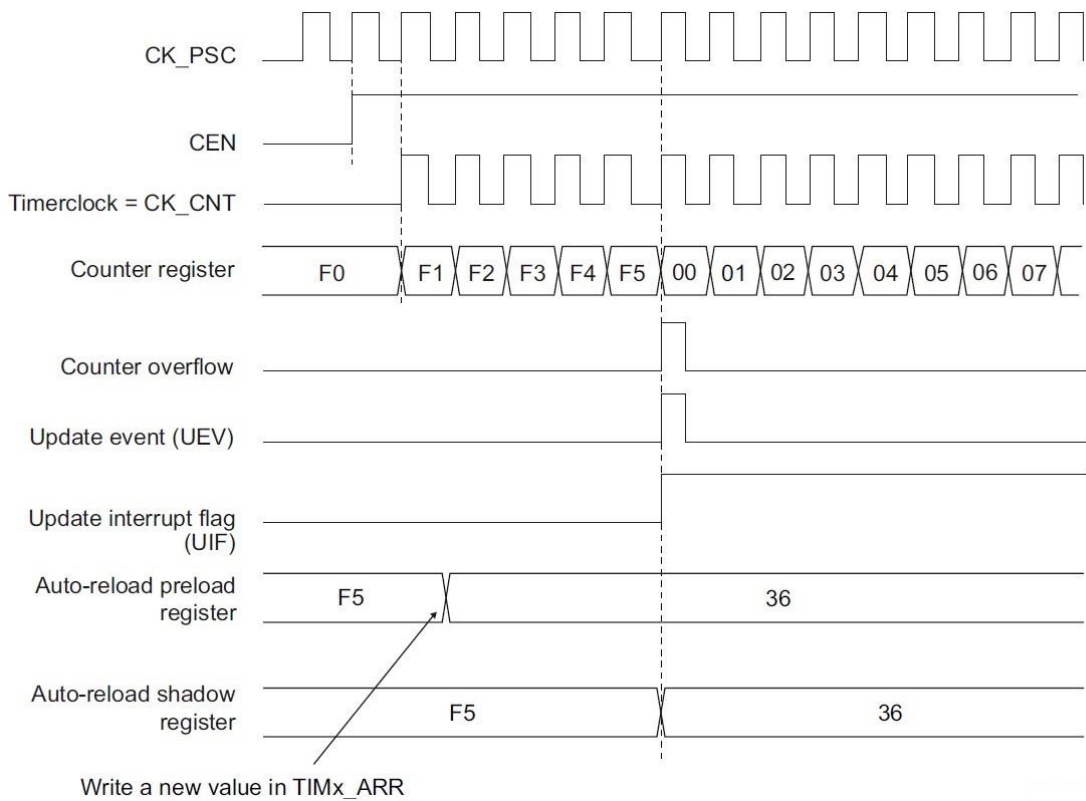 CK_PSC
CEN
Timerclock = CK_CNT
Counter register
F0 F1 F2 F3 F4 F5 00 01 02 03 04 05 06 07
Counter overflow
Update event (UEV)
Update interrupt flag
(UIF)
Auto-reload preload
register
F5 36
Auto-reload shadow
register
F5 36
Write a new value in TIMx_ARR